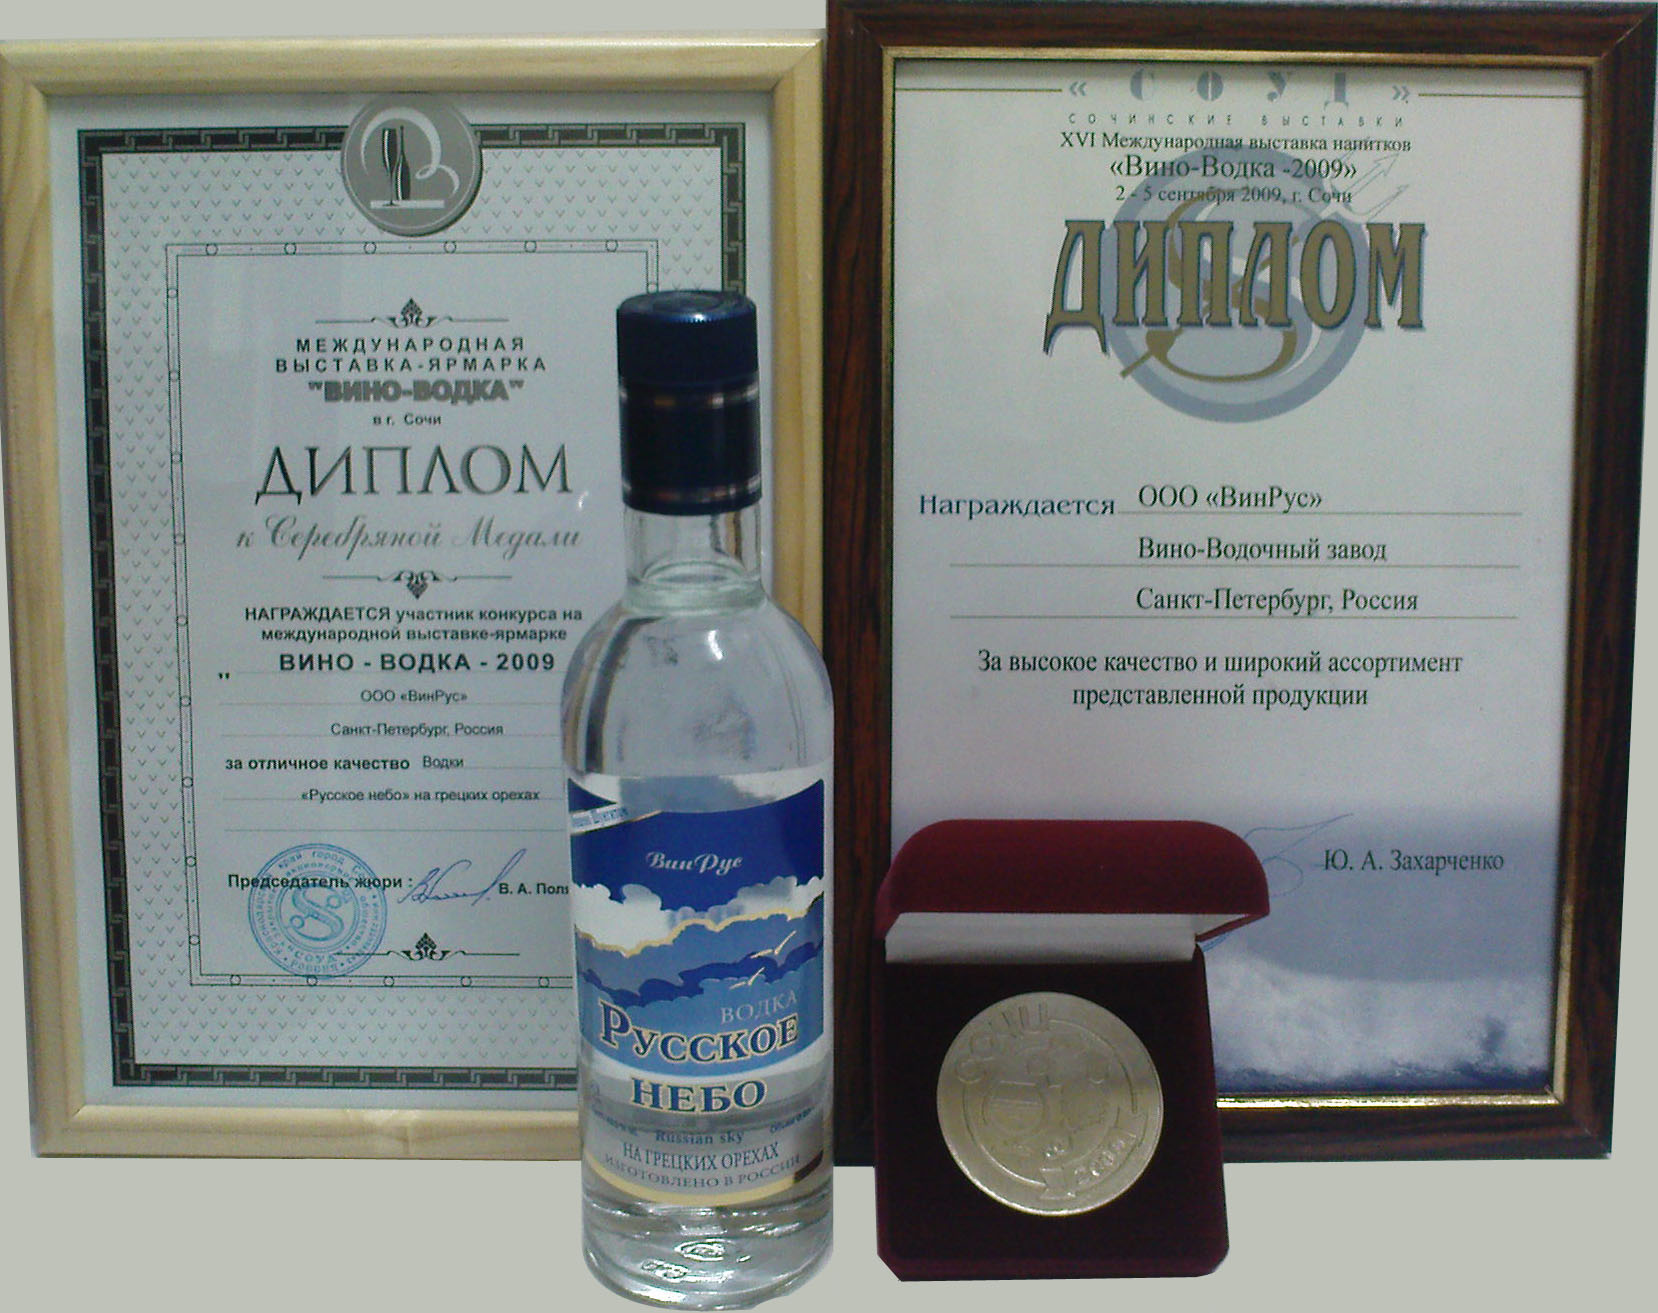 МЕЖДУНАРОДНАЯ
ВЫСТАВКА-ЯРМАРКА
"ВИНО-ВОДКА"
в г. Сочи
ДИПЛОМ
к Серебряной Медали
НАГРАЖДАЕТСЯ участник конкурса на
международной выставке-ярмарке
" ВИНО - ВОДКА - 2009
ООО «ВинРус»
Санкт-Петербург, Россия
за отличное качество Водки
«Русское небо» на грецких орехах
Председатель жюри :
В. А.
СОУД
« СОУД »
СОЧИНСКИЕ ВЫСТАВКИ
XVI Международная выставка напитков
«Вино-Водка -2009»
2 - 5 сентября 2009, г. Сочи
ДИПЛОМ
Награждается ООО «ВинРус»
Вино-Водочный завод
Санкт-Петербург, Россия
За высокое качество и широкий ассортимент
представленной продукции
Ю. А. Захарченко
ВинРус
ВОДКА
РУССКОЕ
НЕБО
Russian sky
НА ГРЕЦКИХ ОРЕХАХ
ИЗГОТОВЛЕНО В РОССИИ
СОЧИ